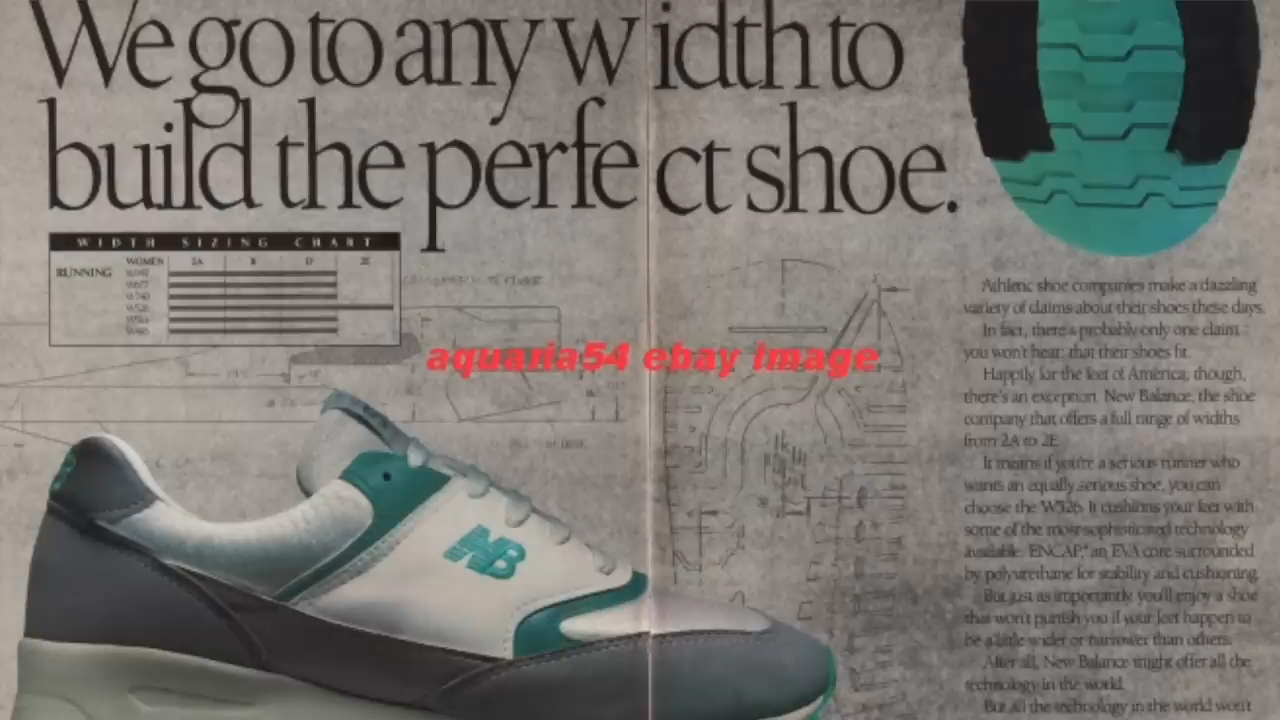 We go to any width to
build the perfect shoe.
WIDTH SIZING CHART
WOMEN 2A B D 2E
RUNNING
W526
aquaria54 ebay image
NB
Athletic shoe companies make a dazzling
variety of claims about their shoes these days.
In fact, there's probably only one claim
you won't hear: that their shoes fit.
Happily for the feet of America, though,
there's an exception. New Balance, the shoe
company that offers a full range of widths
from 2A to 2E.
It means if you're a serious runner who
wants an equally serious shoe, you can
choose the W526. It cushions your feet with
some of the most sophisticated technology
available: ENCAP,® an EVA core surrounded
by polyurethane for stability and cushioning.
But just as importantly, you'll enjoy a shoe
that won't punish you if your feet happen to
be a little wider or narrower than others.
After all, New Balance might offer all the
technology in the world.
But all the technology in the world won't